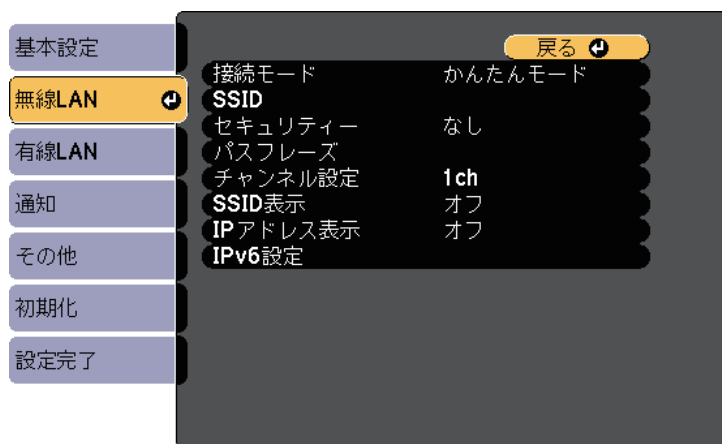 基本設定
無線LAN
有線LAN
通知
その他
初期化
設定完了
戻る
接続モード かんたんモード
SSID
セキュリティー なし
パスフレーズ
チャンネル設定 1ch
SSID表示 オフ
IPアドレス表示 オフ
IPv6設定